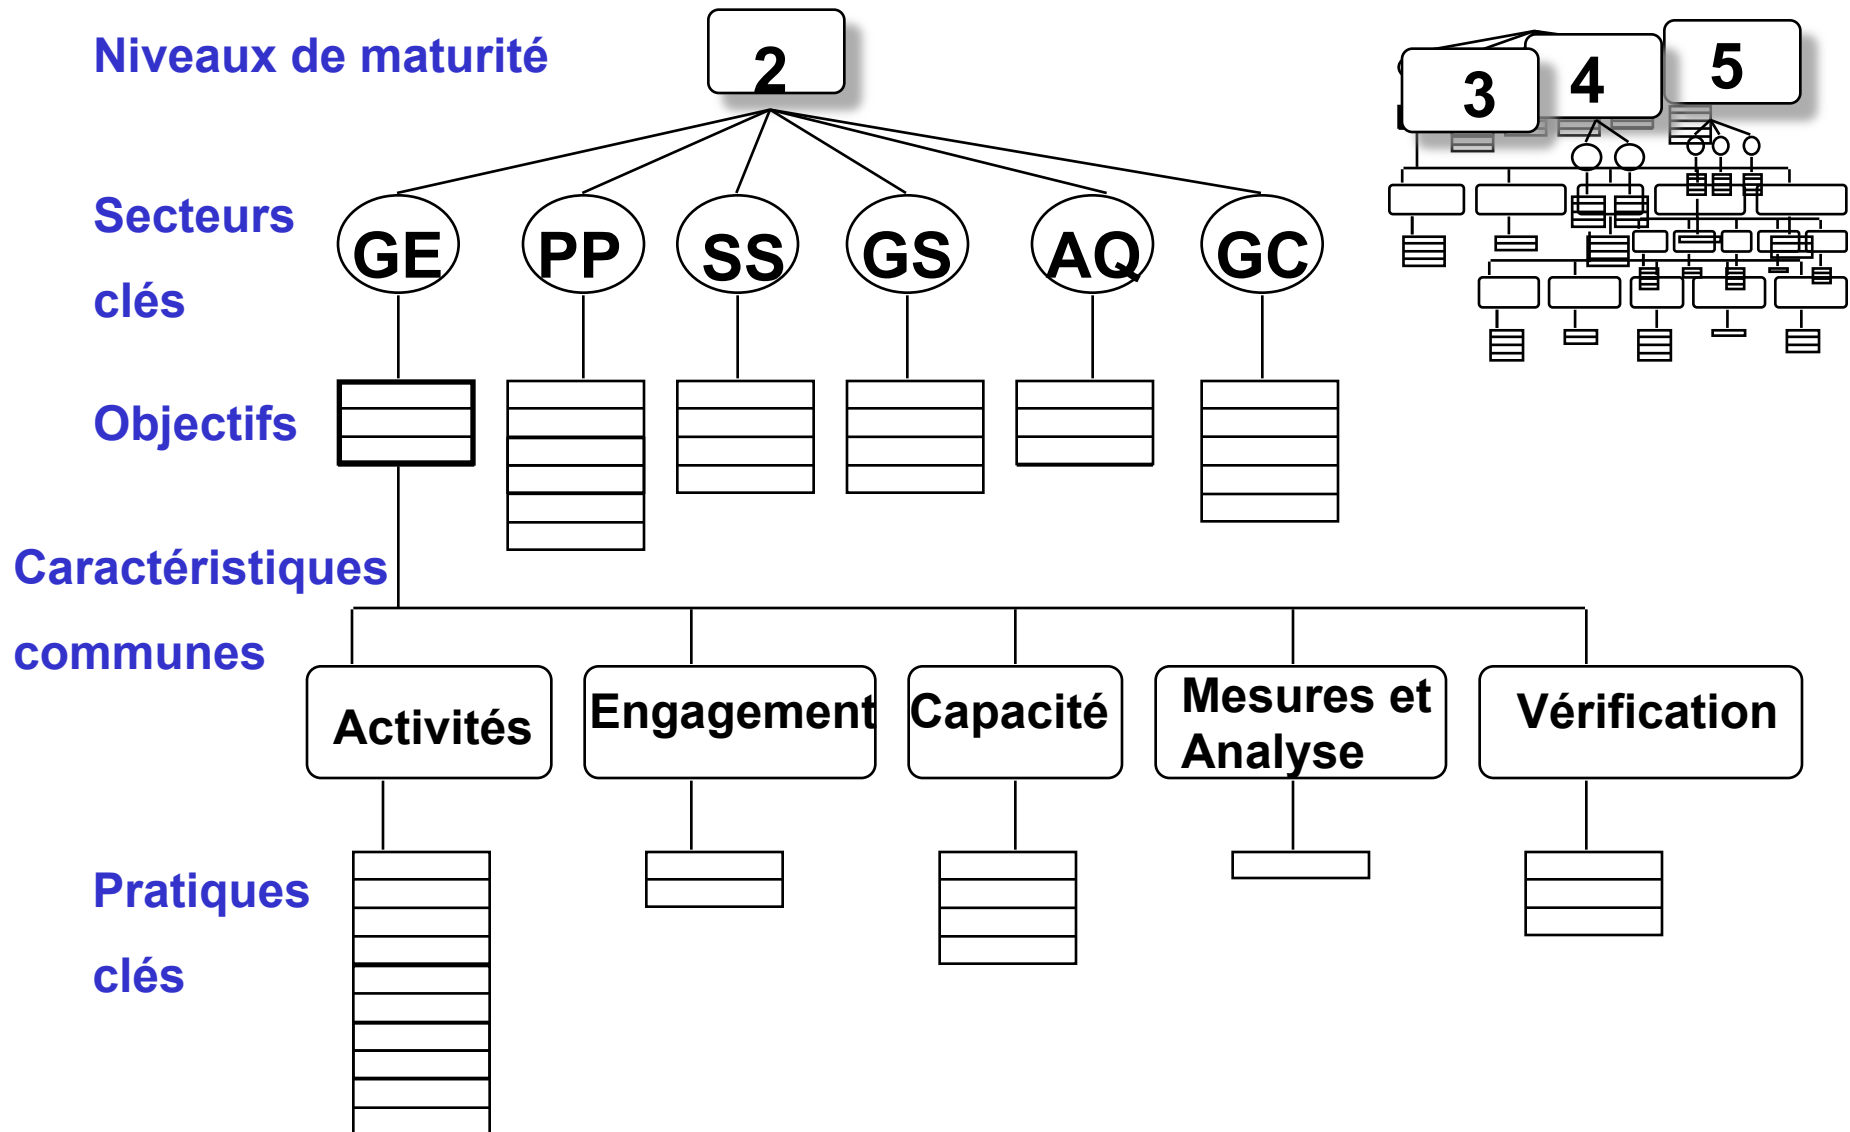 Niveaux de maturité
2
3
4
5
Secteurs
clés
GE
PP
SS
GS
AQ
GC
Objectifs
Caractéristiques
communes
Activités
Engagement
Capacité
Mesures et
Analyse
Vérification
Pratiques
clés